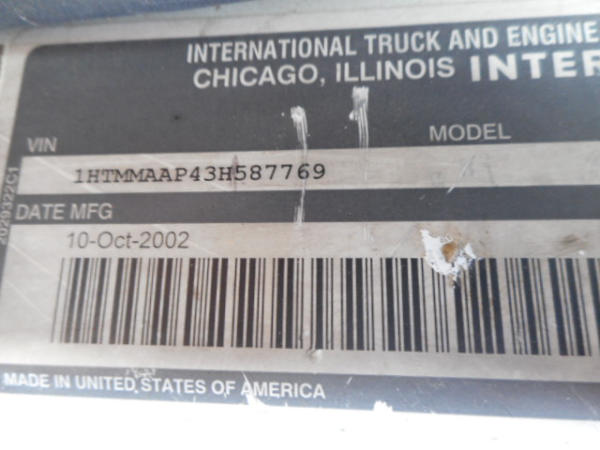 INTERNATIONAL TRUCK AND ENGINE
CHICAGO, ILLINOIS INTER
VIN MODEL
1HTMMAAP43H587769
DATE MFG
10-Oct-2002
2029322C1
MADE IN UNITED STATES OF AMERICA